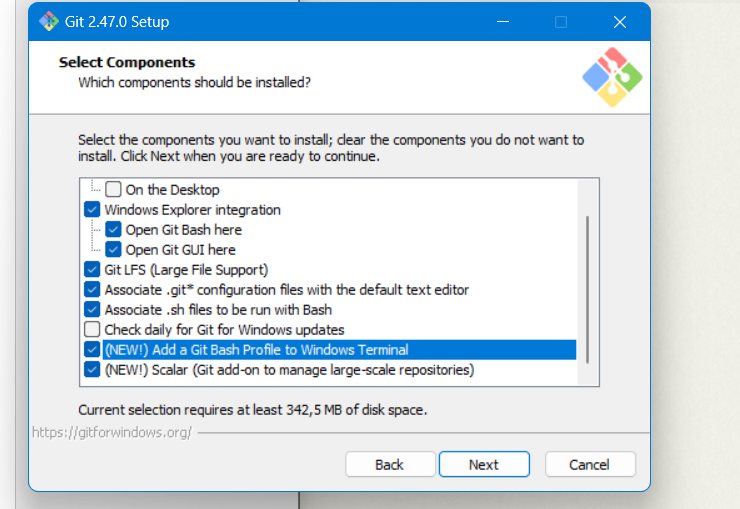 Git 2.47.0 Setup
Select Components
Which components should be installed?
Select the components you want to install; clear the components you do not want to
install. Click Next when you are ready to continue.
On the Desktop
Windows Explorer integration
Open Git Bash here
Open Git GUI here
Git LFS (Large File Support)
Associate .git* configuration files with the default text editor
Associate .sh files to be run with Bash
Check daily for Git for Windows updates
(NEW!) Add a Git Bash Profile to Windows Terminal
(NEW!) Scalar (Git add-on to manage large-scale repositories)
Current selection requires at least 342,5 MB of disk space.
https://gitforwindows.org/
Back Next Cancel